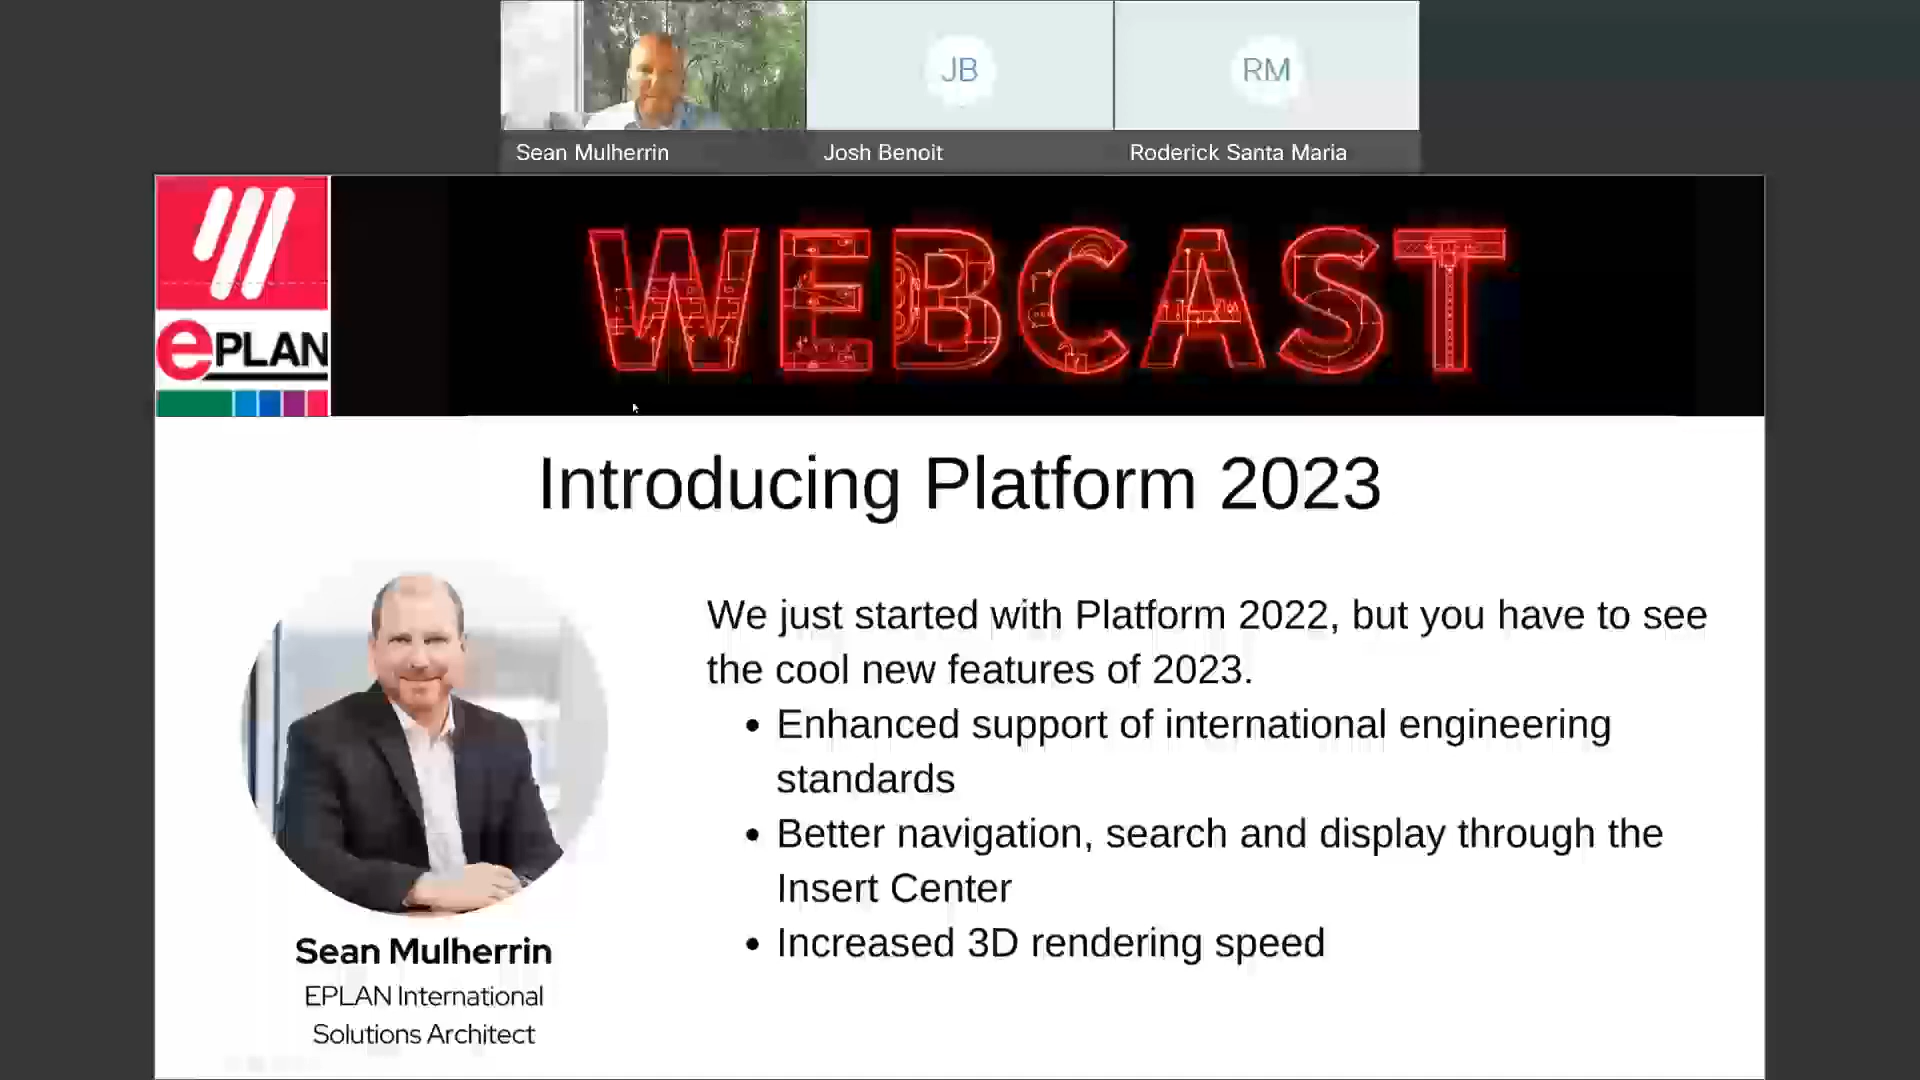 JB
RM
Sean Mulherrin
Josh Benoit
Roderick Santa Maria
ePLAN
WEBCAST
Introducing Platform 2023
We just started with Platform 2022, but you have to see
the cool new features of 2023.
• Enhanced support of international engineering
standards
• Better navigation, search and display through the
Insert Center
• Increased 3D rendering speed
Sean Mulherrin
EPLAN International
Solutions Architect